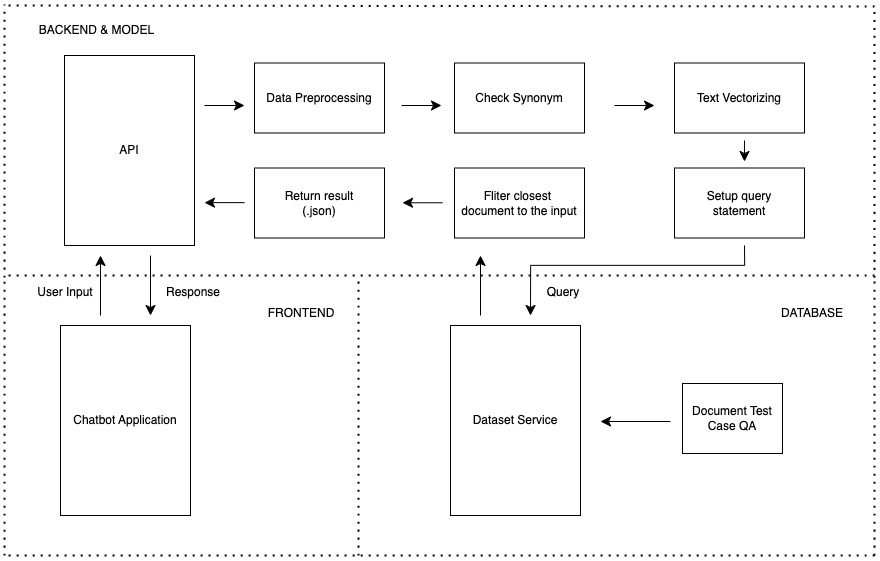 BACKEND & MODEL
API
Data Preprocessing
Check Synonym
Text Vectorizing
Return result
(.json)
Fliter closest
document to the input
Setup query
statement
User Input
Response
Query
FRONTEND
DATABASE
Chatbot Application
Dataset Service
Document Test
Case QA